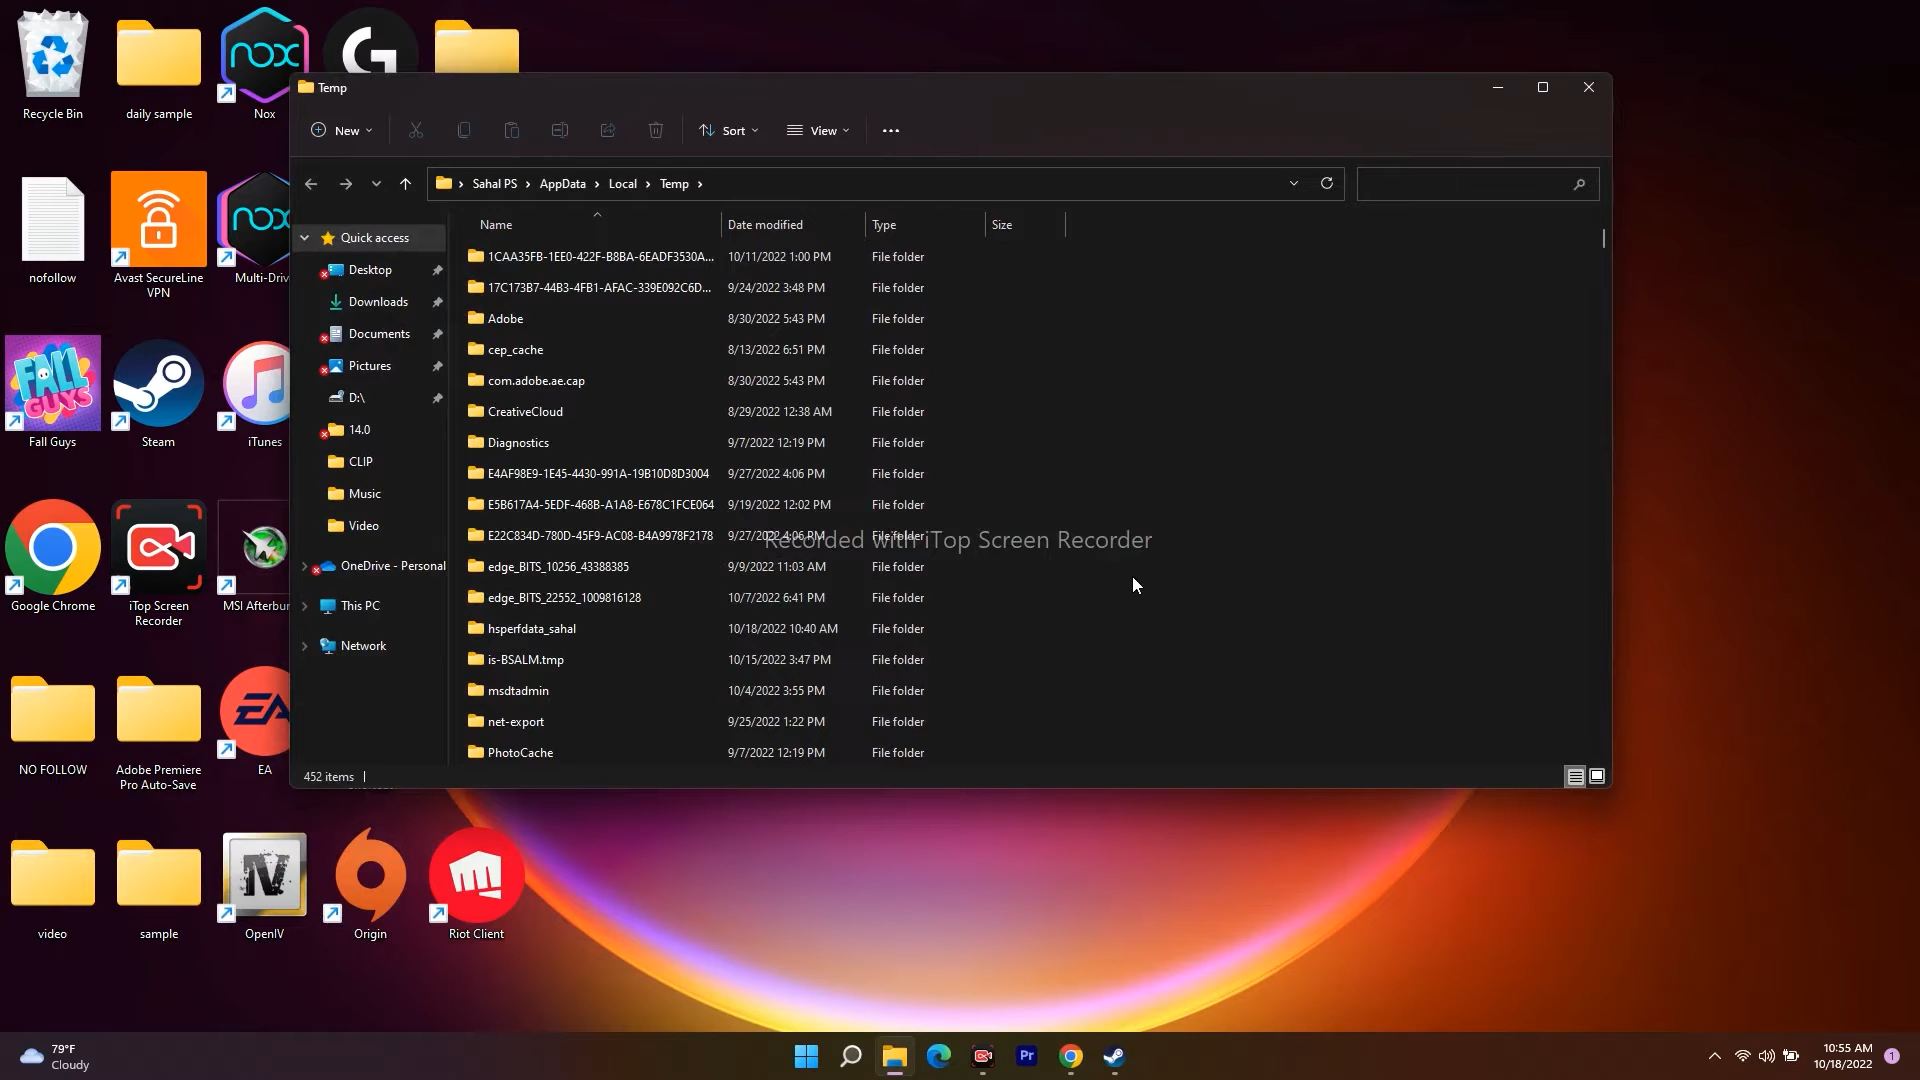 Recycle Bin
daily sample
nox
Nox
G
Temp
New
Sort
View
Sahal PS > AppData > Local > Temp >
Name
Date modified
Type
Size
Quick access
Desktop
Downloads
Documents
Pictures
D:\
14.0
CLIP
Music
Video
OneDrive - Personal
This PC
Network
1CAA35FB-1EE0-422F-B8BA-6EADF3530A... 10/11/2022 1:00 PM File folder
17C173B7-44B3-4FB1-AFAC-339E092C6D... 9/24/2022 3:48 PM File folder
Adobe 8/30/2022 5:43 PM File folder
cep_cache 8/13/2022 6:51 PM File folder
com.adobe.ae.cap 8/30/2022 5:43 PM File folder
CreativeCloud 8/29/2022 12:38 AM File folder
Diagnostics 9/7/2022 12:19 PM File folder
E4AF98E9-1E45-4430-991A-19B10D8D3004 9/27/2022 4:06 PM File folder
E5B617A4-5EDF-468B-A1A8-E678C1FCE064 9/19/2022 12:02 PM File folder
E22C834D-780D-45F9-AC08-B4A9978F2178 9/27/2022 4:06 PM File folder
Recorded with iTop Screen Recorder
edge_BITS_10256_43388385 9/9/2022 11:03 AM File folder
edge_BITS_22552_1009816128 10/7/2022 6:41 PM File folder
hsperfdata_sahal 10/18/2022 10:40 AM File folder
is-BSALM.tmp 10/15/2022 3:47 PM File folder
msdtadmin 10/4/2022 3:55 PM File folder
net-export 9/25/2022 1:22 PM File folder
PhotoCache 9/7/2022 12:19 PM File folder
452 items
nofollow
Avast SecureLine
VPN
nox
Multi-Driv
FALL
GUYS
Fall Guys
Steam
iTunes
Google Chrome
iTop Screen
Recorder
MSI Afterbur
NO FOLLOW
Adobe Premiere
Pro Auto-Save
EA
EA
video
sample
IV
OpenIV
Origin
Riot Client
79°F
Cloudy
Pr
10:55 AM
10/18/2022
1